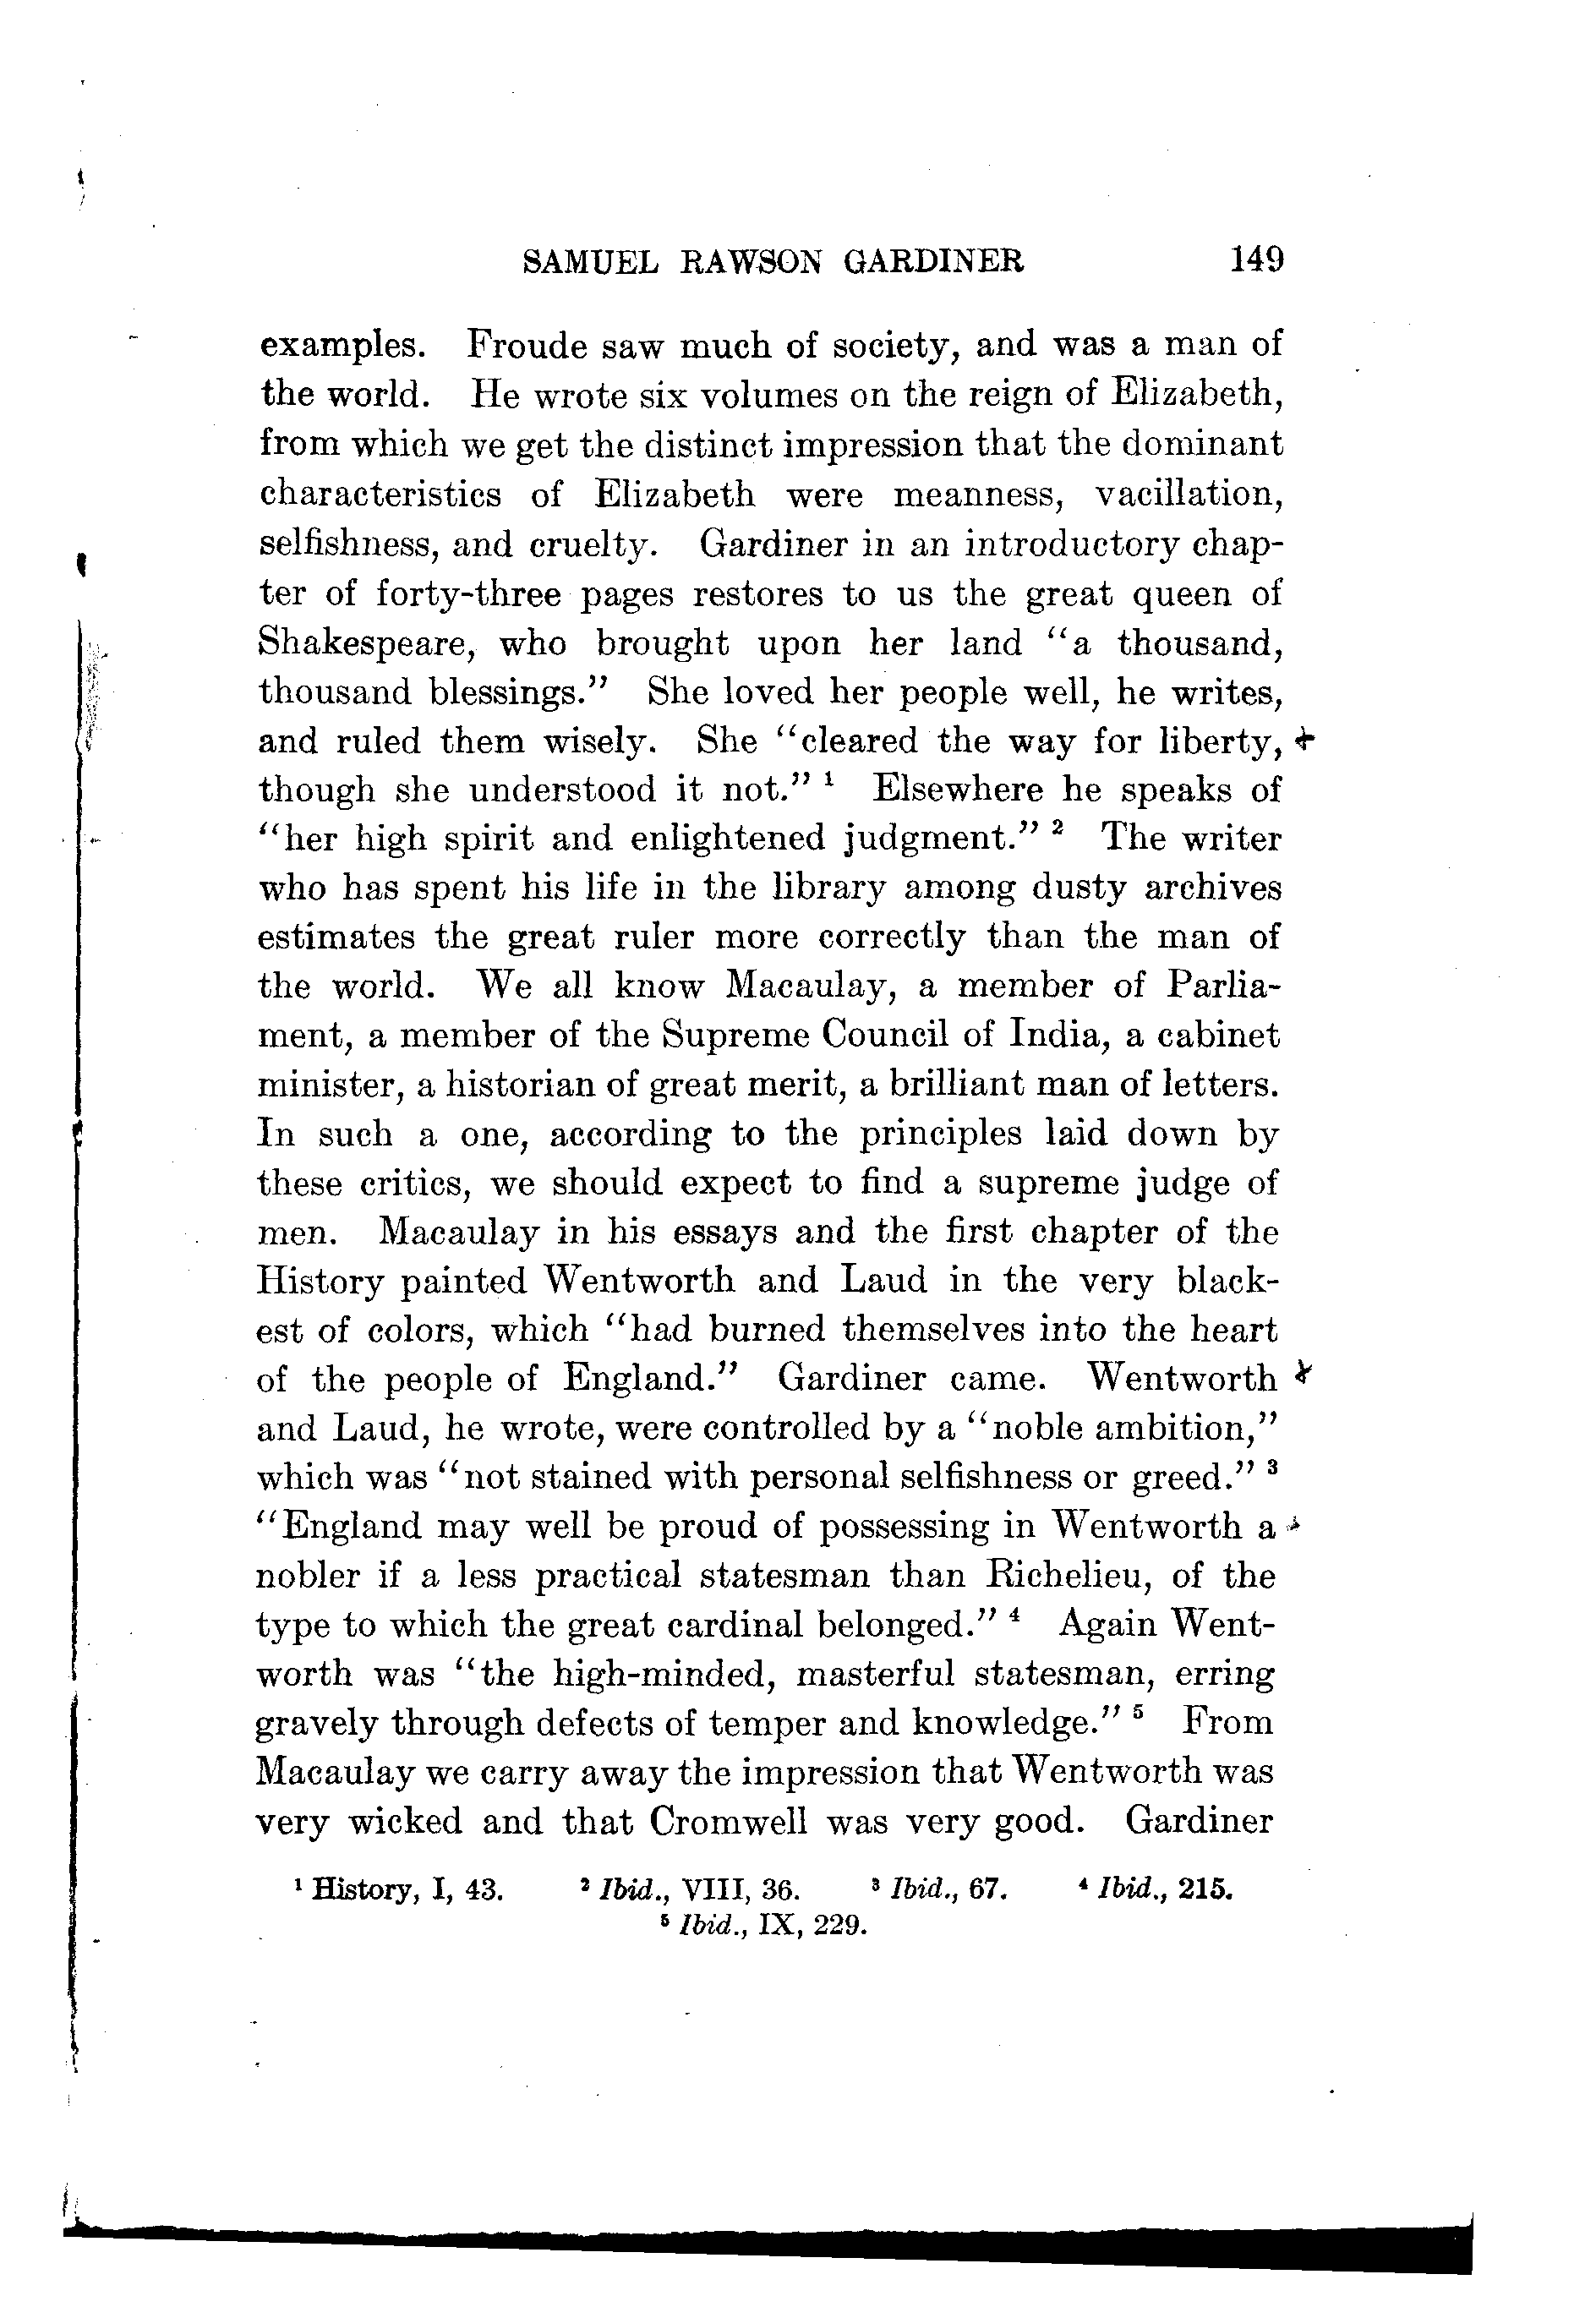 SAMUEL RAWSON GARDINER 149
examples. Froude saw much of society, and was a man of
the world. He wrote six volumes on the reign of Elizabeth,
from which we get the distinct impression that the dominant
characteristics of Elizabeth were meanness, vacillation,
selfishness, and cruelty. Gardiner in an introductory chap-
ter of forty-three pages restores to us the great queen of
Shakespeare, who brought upon her land "a thousand,
thousand blessings." She loved her people well, he writes,
and ruled them wisely. She "cleared the way for liberty, +
though she understood it not." ¹ Elsewhere he speaks of
"her high spirit and enlightened judgment." ² The writer
who has spent his life in the library among dusty archives
estimates the great ruler more correctly than the man of
the world. We all know Macaulay, a member of Parlia-
ment, a member of the Supreme Council of India, a cabinet
minister, a historian of great merit, a brilliant man of letters.
In such a one, according to the principles laid down by
these critics, we should expect to find a supreme judge of
men. Macaulay in his essays and the first chapter of the
History painted Wentworth and Laud in the very black-
est of colors, which "had burned themselves into the heart
of the people of England." Gardiner came. Wentworth
and Laud, he wrote, were controlled by a "noble ambition,"
which was "not stained with personal selfishness or greed." ³
"England may well be proud of possessing in Wentworth a
nobler if a less practical statesman than Richelieu, of the
type to which the great cardinal belonged." ⁴ Again Went-
worth was "the high-minded, masterful statesman, erring
gravely through defects of temper and knowledge." ⁵ From
Macaulay we carry away the impression that Wentworth was
very wicked and that Cromwell was very good. Gardiner
¹ History, I, 43. ² Ibid., VIII, 36. ³ Ibid., 67. ⁴ Ibid., 215.
⁵ Ibid., IX, 229.